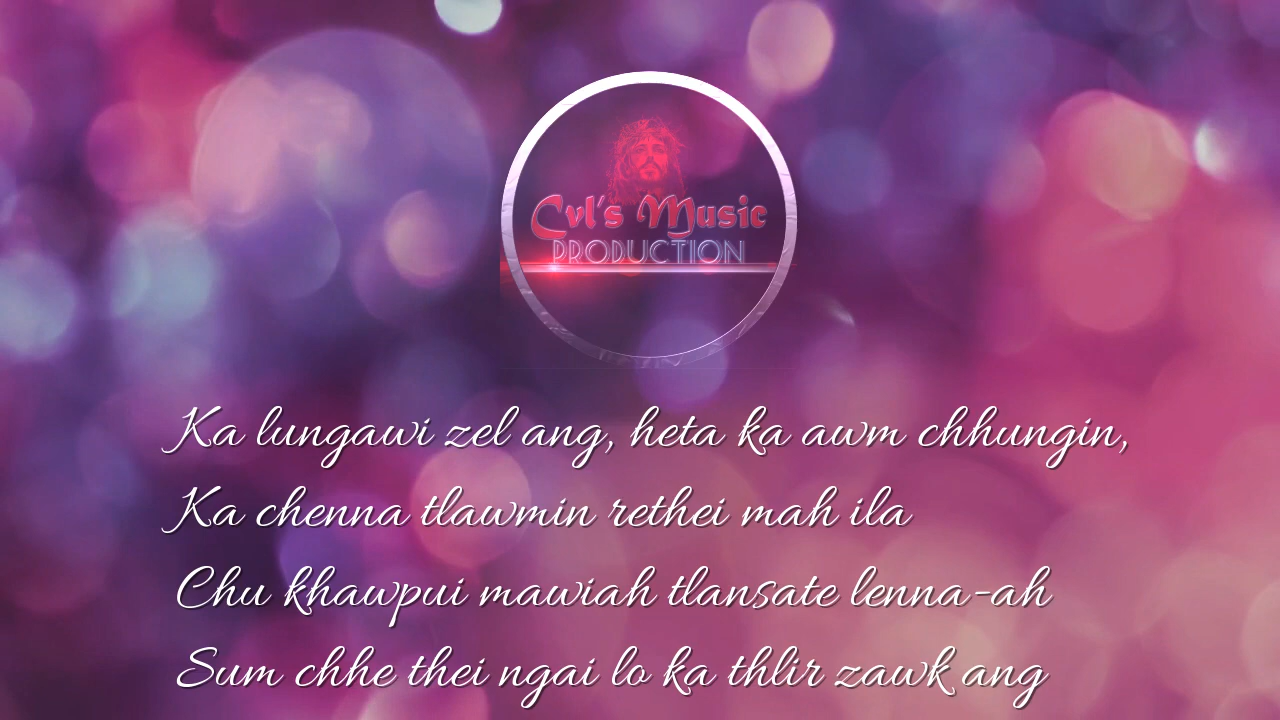 Cvl's Music
PRODUCTION
Ka lungawi zel ang, heta ka awm chhungin,
Ka chenna tlawmin rethei mah ila
Chu khawpui mawiah tlansate lenna-ah
Sum chhe thei ngai lo ka thlir zawk ang